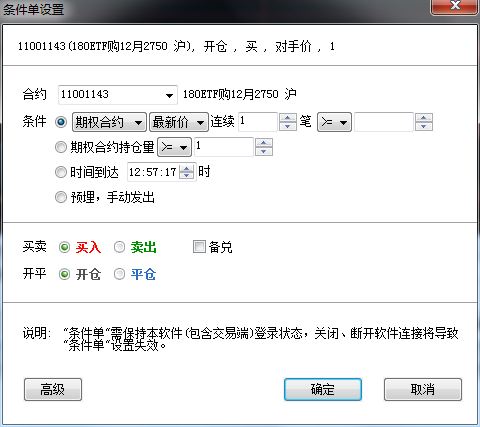 条件单设置
11001143(180ETF购12月2750 沪), 开仓 , 买 , 对手价 , 1
合约 11001143 180ETF购12月2750 沪
条件 期权合约 最新价 连续 1 笔 >=
期权合约持仓量 >= 1
时间到达 12:57:17 时
预埋，手动发出
买卖 买入 卖出 备兑
开平 开仓 平仓
说明: “条件单”需保持本软件(包含交易端)登录状态，关闭、断开软件连接将导致
“条件单”设置失效。
高级 确定 取消